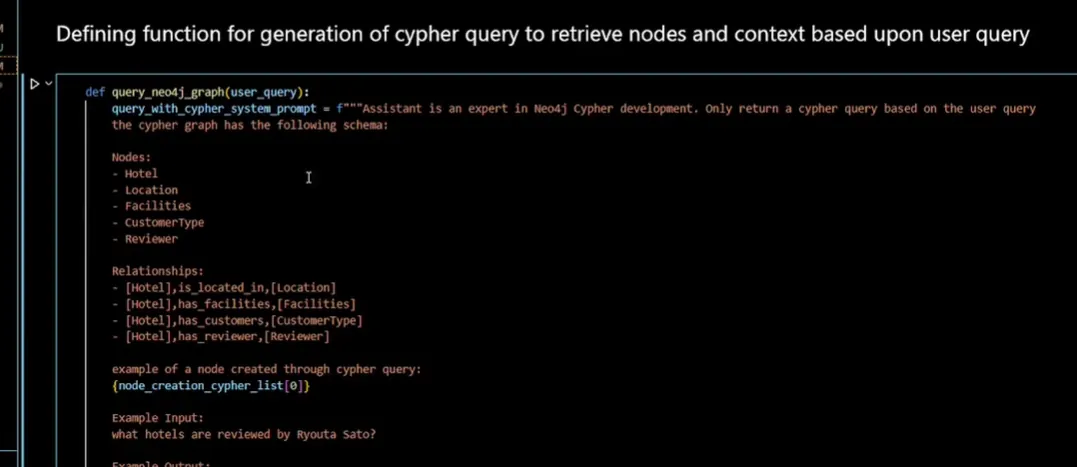 Defining function for generation of cypher query to retrieve nodes and context based upon user query
def query_neo4j_graph(user_query):
query_with_cypher_system_prompt = f"""Assistant is an expert in Neo4j Cypher development. Only return a cypher query based on the user query
the cypher graph has the following schema:
Nodes:
- Hotel
- Location
- Facilities
- CustomerType
- Reviewer
Relationships:
- [Hotel],is_located_in,[Location]
- [Hotel],has_facilities,[Facilities]
- [Hotel],has_customers,[CustomerType]
- [Hotel],has_reviewer,[Reviewer]
example of a node created through cypher query:
{node_creation_cypher_list[0]}
Example Input:
what hotels are reviewed by Ryouta Sato?
Example Output: